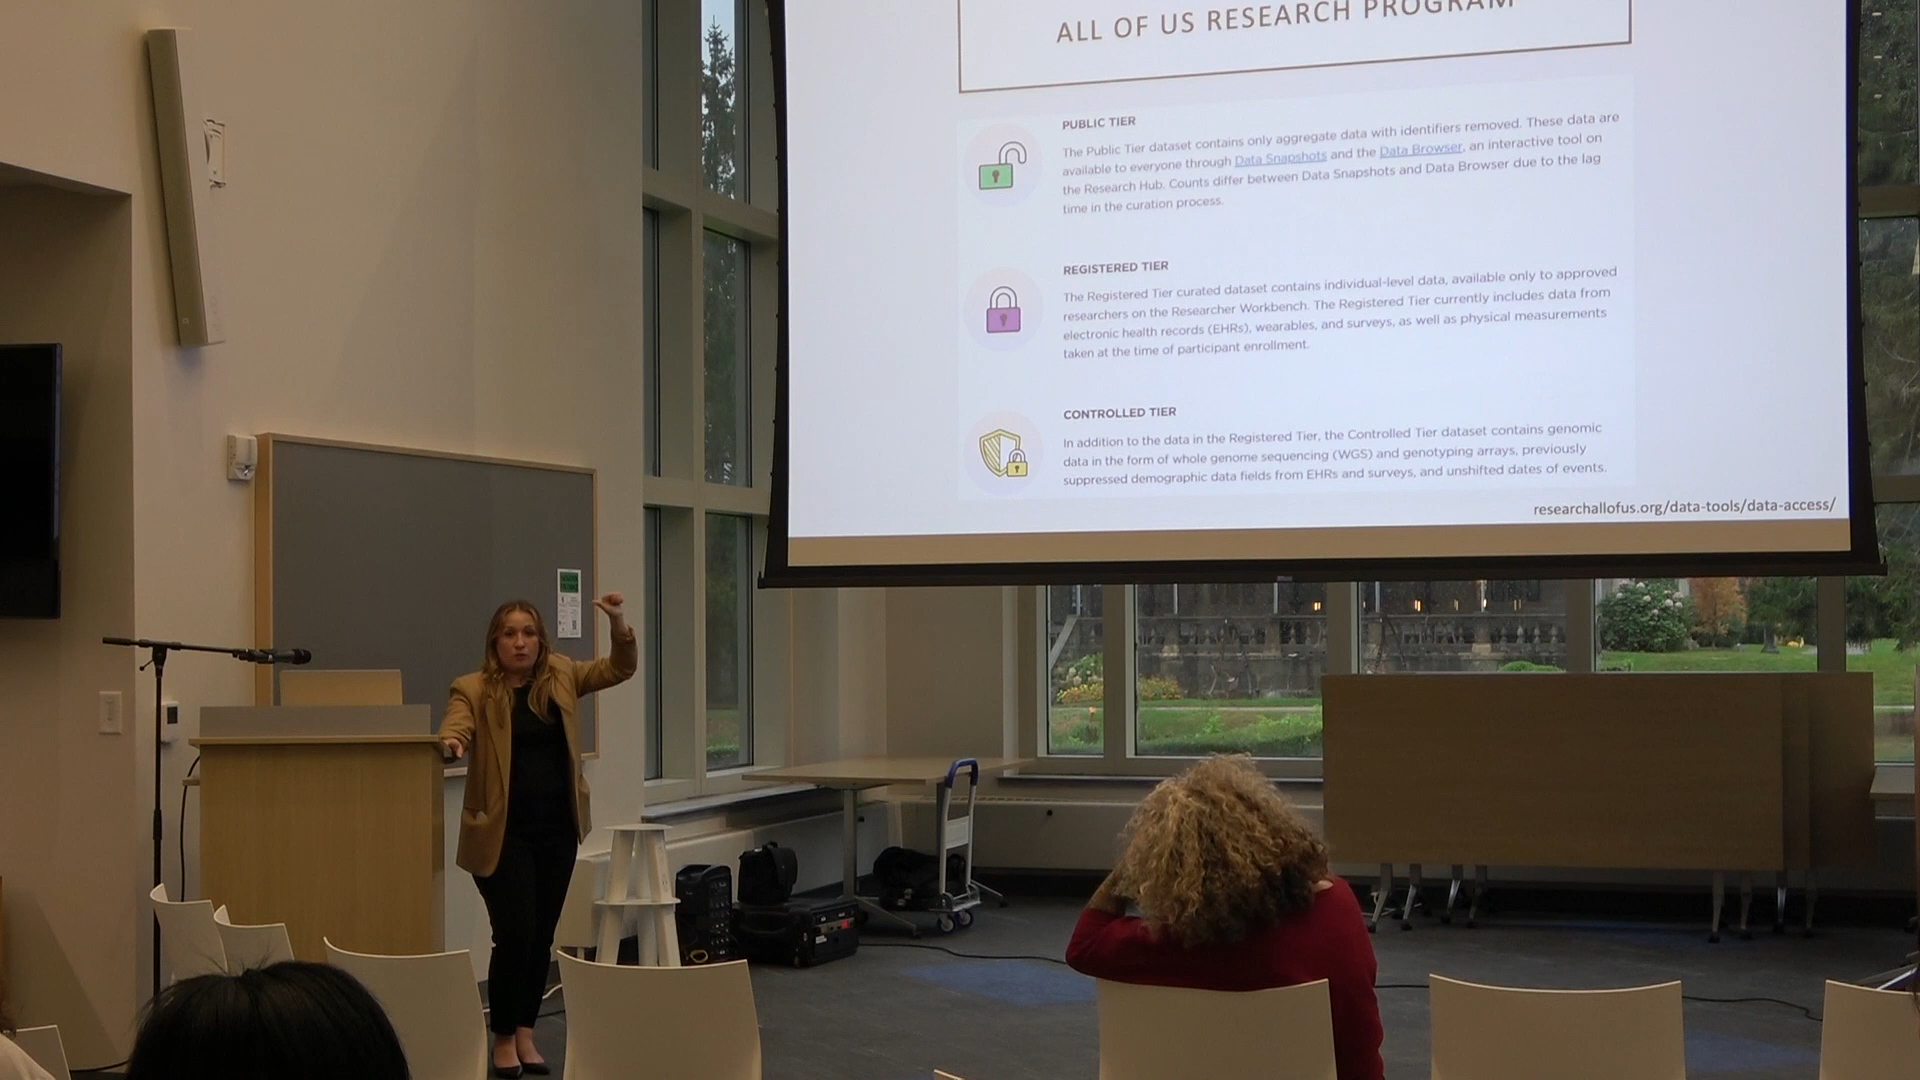 ALL OF US RESEARCH PROGRAM
PUBLIC TIER
The Public Tier dataset contains only aggregate data with identifiers removed. These data are
available to everyone through Data Snapshots and the Data Browser, an interactive tool on
the Research Hub. Counts differ between Data Snapshots and Data Browser due to the lag
time in the curation process.
REGISTERED TIER
The Registered Tier curated dataset contains individual-level data, available only to approved
researchers on the Researcher Workbench. The Registered Tier currently includes data from
electronic health records (EHRs), wearables, and surveys, as well as physical measurements
taken at the time of participant enrollment.
CONTROLLED TIER
In addition to the data in the Registered Tier, the Controlled Tier dataset contains genomic
data in the form of whole genome sequencing (WGS) and genotyping arrays, previously
suppressed demographic data fields from EHRs and surveys, and unshifted dates of events.
researchallofus.org/data-tools/data-access/